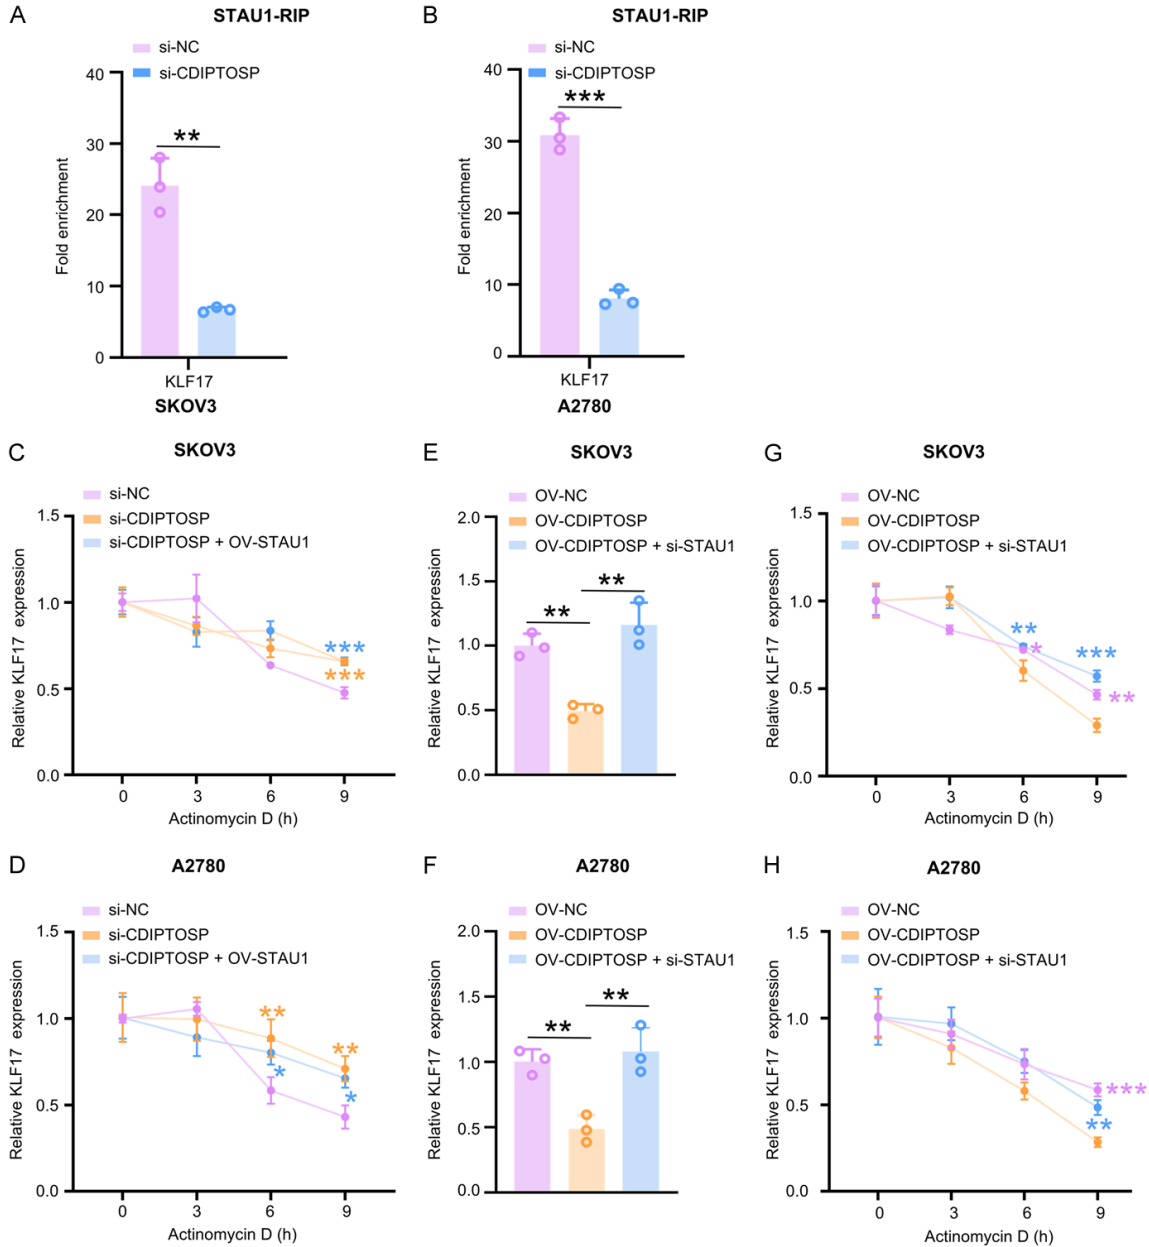 A
STAU1-RIP
si-NC
si-CDIPTOSP
40
30
20
10
0
Fold enrichment
**
KLF17
SKOV3
B
STAU1-RIP
si-NC
si-CDIPTOSP
40
30
20
10
0
Fold enrichment
***
KLF17
A2780
C
SKOV3
si-NC
si-CDIPTOSP
si-CDIPTOSP + OV-STAU1
1.5
1.0
0.5
0.0
Relative KLF17 expression
***
***
0 3 6 9
Actinomycin D (h)
E
SKOV3
OV-NC
OV-CDIPTOSP
OV-CDIPTOSP + si-STAU1
2.0
1.5
1.0
0.5
0.0
Relative KLF17 expression
**
**
G
SKOV3
OV-NC
OV-CDIPTOSP
OV-CDIPTOSP + si-STAU1
1.5
1.0
0.5
0.0
Relative KLF17 expression
**
*
***
**
0 3 6 9
Actinomycin D (h)
D
A2780
si-NC
si-CDIPTOSP
si-CDIPTOSP + OV-STAU1
1.5
1.0
0.5
0.0
Relative KLF17 expression
**
*
**
*
0 3 6 9
Actinomycin D (h)
F
A2780
OV-NC
OV-CDIPTOSP
OV-CDIPTOSP + si-STAU1
2.0
1.5
1.0
0.5
0.0
Relative KLF17 expression
**
**
H
A2780
OV-NC
OV-CDIPTOSP
OV-CDIPTOSP + si-STAU1
1.5
1.0
0.5
0.0
Relative KLF17 expression
***
**
0 3 6 9
Actinomycin D (h)